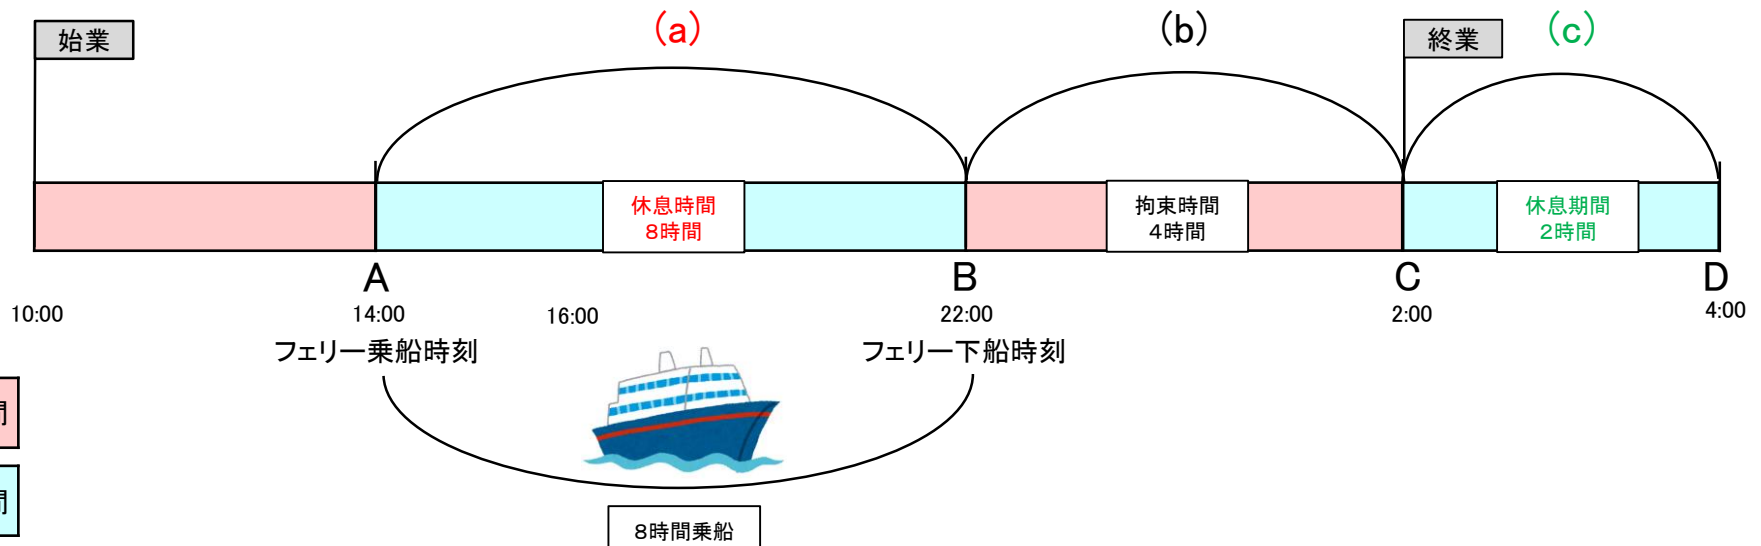 始業
(a)
(b)
終業
(c)
休息時間
8時間
拘束時間
4時間
休息期間
2時間
A
B
C
D
10:00
14:00
16:00
22:00
2:00
4:00
フェリー乗船時刻
フェリー下船時刻
間
間
8時間乗船